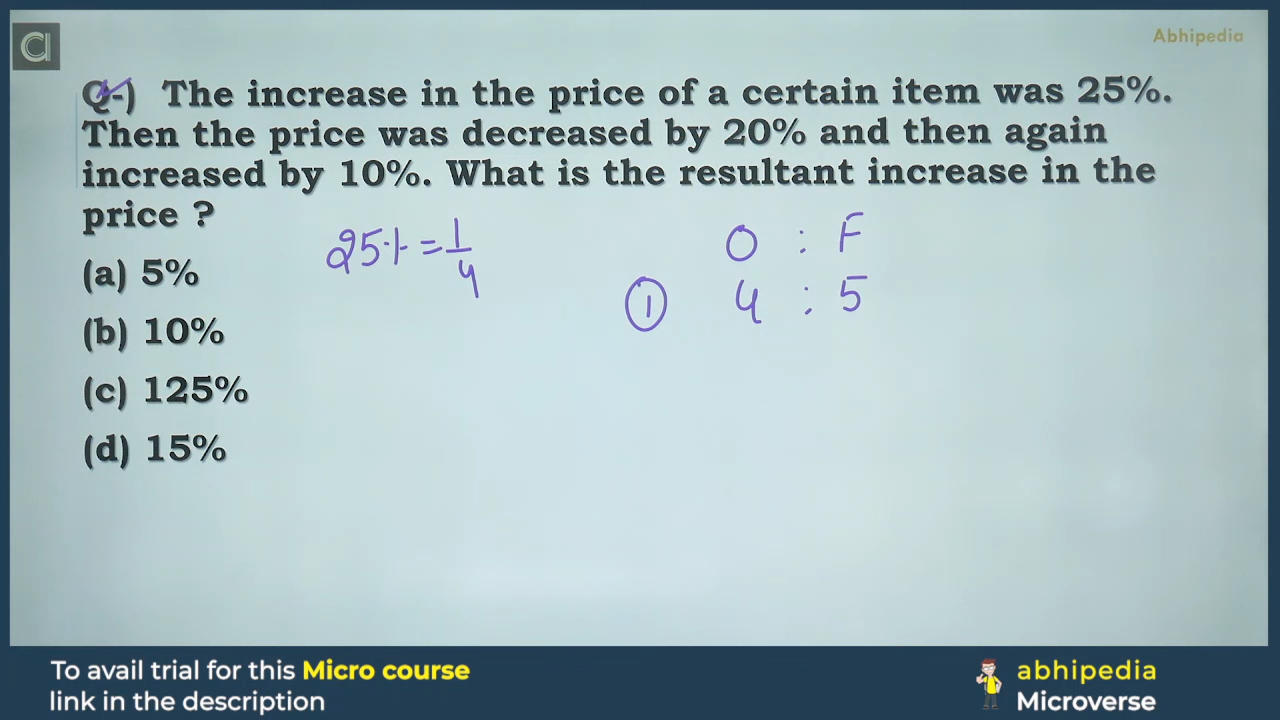 Abhipedia
Q-) The increase in the price of a certain item was 25%.
Then the price was decreased by 20% and then again
increased by 10%. What is the resultant increase in the
price ?
25% = 1/4
O : F
① 4 : 5
(a) 5%
(b) 10%
(c) 125%
(d) 15%
To avail trial for this Micro course
link in the description
abhipedia
Microverse